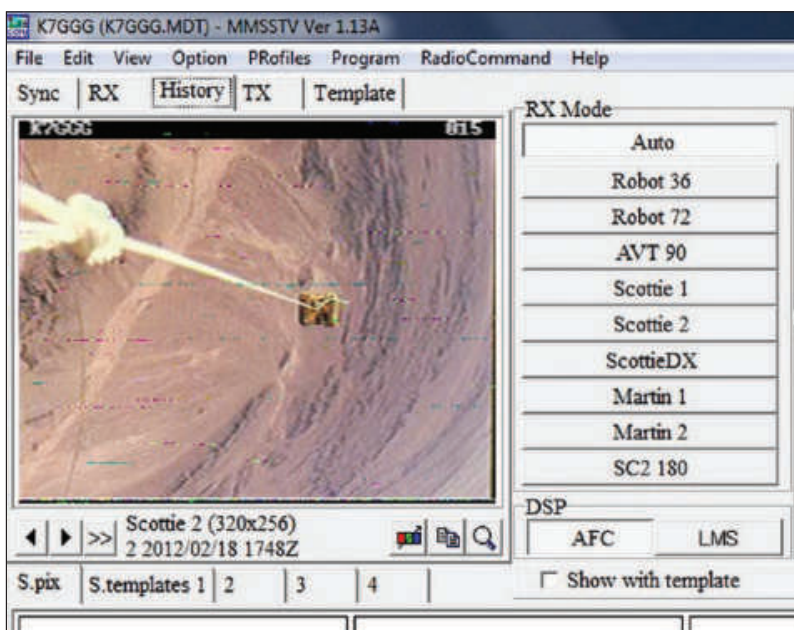 K7GGG (K7GGG.MDT) - MMSSTV Ver 1.13A
File Edit View Option PRofiles Program RadioCommand Help
Sync RX History TX Template
K7GGG 815
RX Mode
Auto
Robot 36
Robot 72
AVT 90
Scottie 1
Scottie 2
ScottieDX
Martin 1
Martin 2
SC2 180
Scottie 2 (320x256)
2 2012/02/18 1748Z
>>
DSP
AFC LMS
S.pix S.templates 1 2 3 4
Show with template